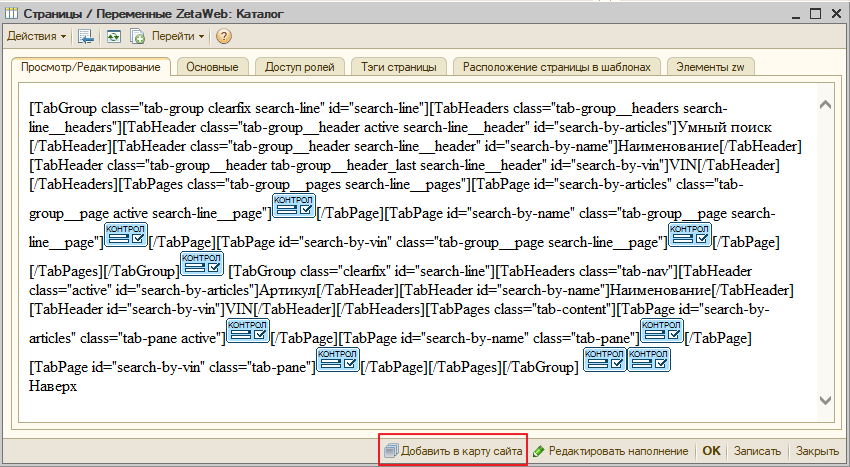 Страницы / Переменные ZetaWeb: Каталог
Действия Перейти ?
Просмотр/Редактирование Основные Доступ ролей Тэги страницы Расположение страницы в шаблонах Элементы zw
[TabGroup class="tab-group clearfix search-line" id="search-line"][TabHeaders class="tab-group__headers search-
line__headers"][TabHeader class="tab-group__header active search-line__header" id="search-by-articles"]Умный поиск
[/TabHeader][TabHeader class="tab-group__header search-line__header" id="search-by-name"]Наименование[/TabHeader]
[TabHeader class="tab-group__header tab-group__header_last search-line__header" id="search-by-vin"]VIN[/TabHeader]
[/TabHeaders][TabPages class="tab-group__pages search-line__pages"][TabPage id="search-by-articles" class="tab-
group__page active search-line__page"]КОНТРОЛ[/TabPage][TabPage id="search-by-name" class="tab-group__page search-
line__page"]КОНТРОЛ[/TabPage][TabPage id="search-by-vin" class="tab-group__page search-line__page"]КОНТРОЛ[/TabPage]
[/TabPages][/TabGroup]КОНТРОЛ [TabGroup class="clearfix" id="search-line"][TabHeaders class="tab-nav"][TabHeader
class="active" id="search-by-articles"]Артикул[/TabHeader][TabHeader id="search-by-name"]Наименование[/TabHeader]
[TabHeader id="search-by-vin"]VIN[/TabHeader][/TabHeaders][TabPages class="tab-content"][TabPage id="search-by-
articles" class="tab-pane active"]КОНТРОЛ[/TabPage][TabPage id="search-by-name" class="tab-pane"]КОНТРОЛ[/TabPage]
[TabPage id="search-by-vin" class="tab-pane"]КОНТРОЛ[/TabPage][/TabPages][/TabGroup] КОНТРОЛ КОНТРОЛ
Наверх
Добавить в карту сайта Редактировать наполнение OK Записать Закрыть